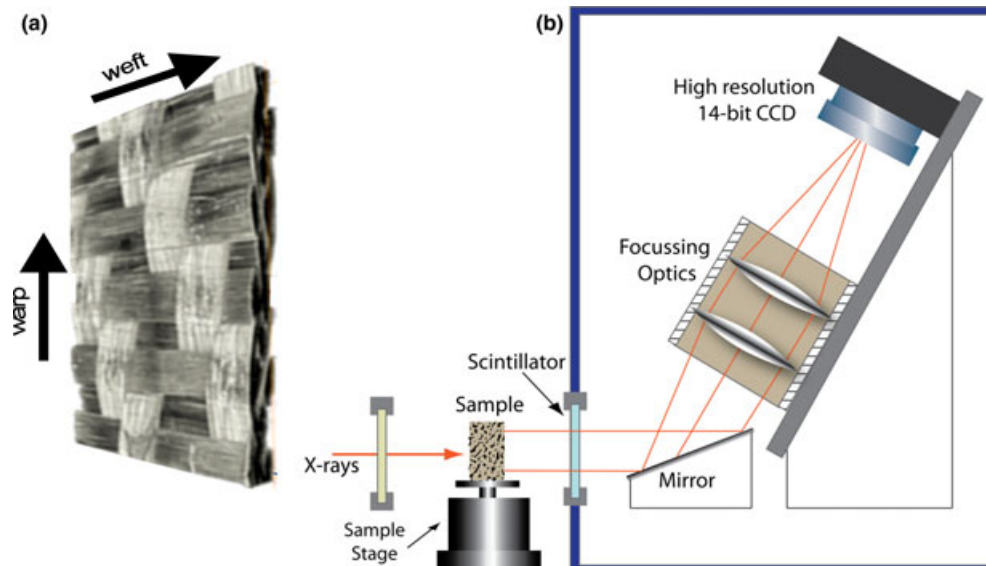 (a)
weft
warp
(b)
High resolution
14-bit CCD
Focussing
Optics
Scintillator
Sample
X-rays
Mirror
Sample
Stage